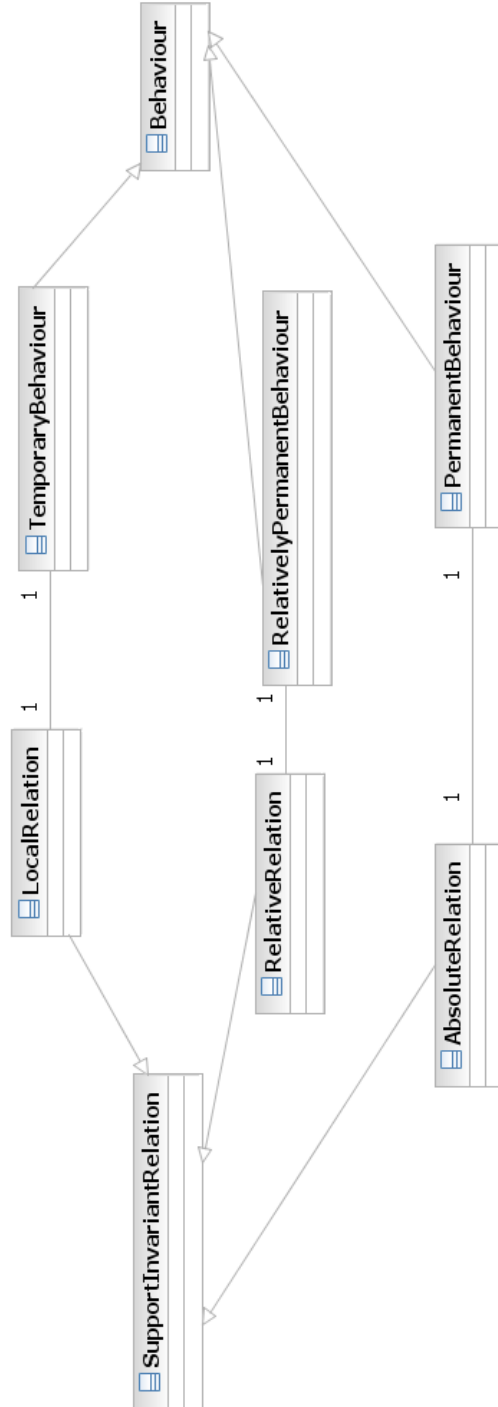 LocalRelation
1
1
TemporaryBehaviour
SupportInvariantRelation
Behaviour
RelativeRelation
1
1
RelativelyPermanentBehaviour
AbsoluteRelation
1
1
PermanentBehaviour